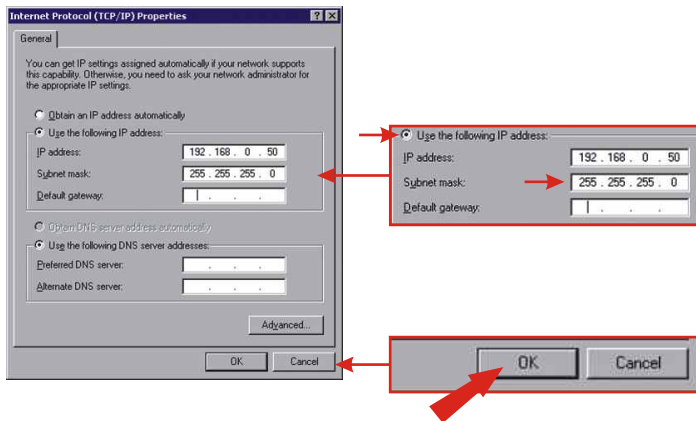 Internet Protocol (TCP/IP) Properties
General
You can get IP settings assigned automatically if your network supports
this capability. Otherwise, you need to ask your network administrator for
the appropriate IP settings.
Obtain an IP address automatically
Use the following IP address:
IP address: 192 . 168 . 0 . 50
Subnet mask: 255 . 255 . 255 . 0
Default gateway: . . .
Obtain DNS server address automatically
Use the following DNS server addresses:
Preferred DNS server: . . .
Alternate DNS server: . . .
Advanced...
OK Cancel
Use the following IP address:
IP address: 192 . 168 . 0 . 50
Subnet mask: 255 . 255 . 255 . 0
Default gateway: . . .
OK Cancel